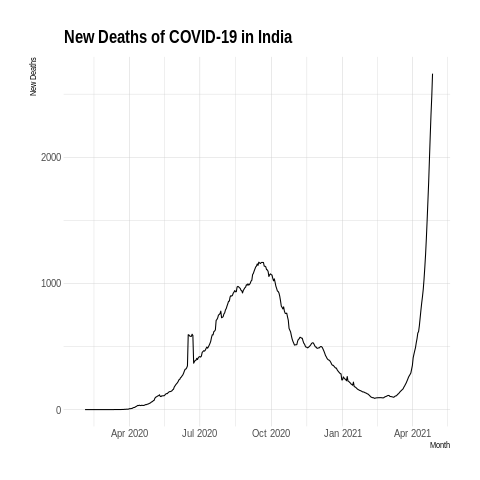 New Deaths of COVID-19 in India
New Deaths
2000
1000
0
Apr 2020 Jul 2020 Oct 2020 Jan 2021 Apr 2021
Month